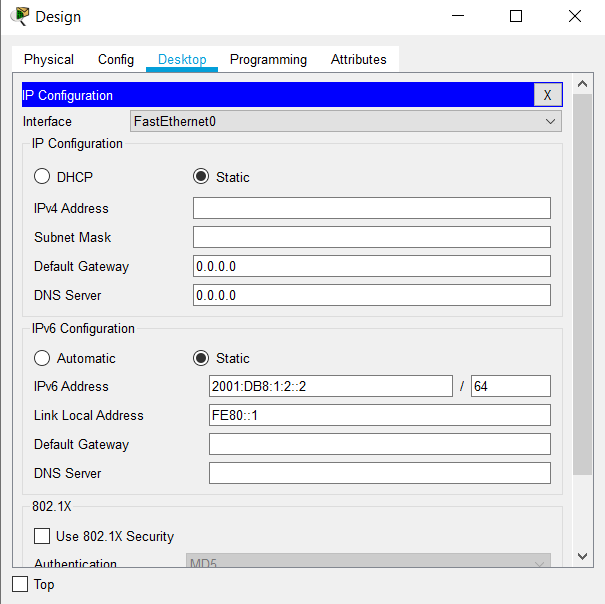 Design
Physical Config Desktop Programming Attributes
IP Configuration X
Interface FastEthernet0
IP Configuration
DHCP Static
IPv4 Address
Subnet Mask
Default Gateway 0.0.0.0
DNS Server 0.0.0.0
IPv6 Configuration
Automatic Static
IPv6 Address 2001:DB8:1:2::2 / 64
Link Local Address FE80::1
Default Gateway
DNS Server
802.1X
Use 802.1X Security
Authentication MD5
Top